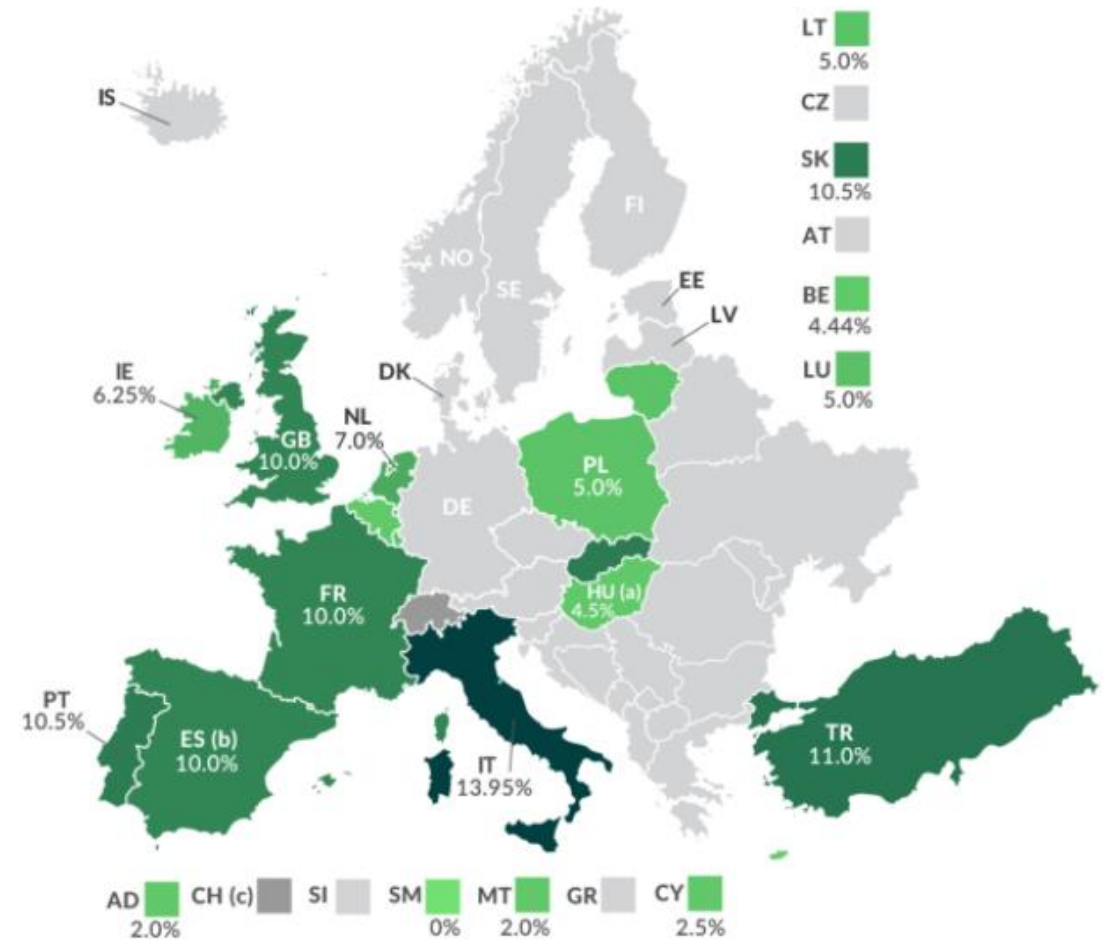 LT
5.0%
IS
CZ
SK
10.5%
FI
AT
NO
SE
EE
BE
4.44%
LV
IE
6.25%
DK
LU
5.0%
NL
7.0%
GB
10.0%
PL
5.0%
DE
FR
10.0%
HU (a)
4.5%
PT
10.5%
ES (b)
10.0%
IT
13.95%
TR
11.0%
AD
2.0%
CH (c)
SI
SM
0%
MT
2.0%
GR
CY
2.5%